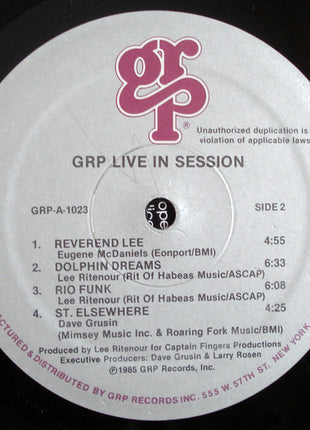 grp
®
Unauthorized duplication is
violation of applicable laws
GRP LIVE IN SESSION
GRP-A-1023
SIDE 2
1. REVEREND LEE 4:55
Eugene McDaniels (Eonport/BMI)
2. DOLPHIN DREAMS 6:33
Lee Ritenour (Rit Of Habeas Music/ASCAP)
3. RIO FUNK 6:08
Lee Ritenour (Rit Of Habeas Music/ASCAP)
4. ST. ELSEWHERE 4:25
Dave Grusin
(Mimsey Music Inc. & Roaring Fork Music/BMI)
Produced by Lee Ritenour for Captain Fingers Productions
Executive Producers: Dave Grusin & Larry Rosen
©1985 GRP Records, Inc.
ACTURED & DISTRIBUTED BY GRP RECORDS INC. 555 W. 57TH ST. NEW YORK,